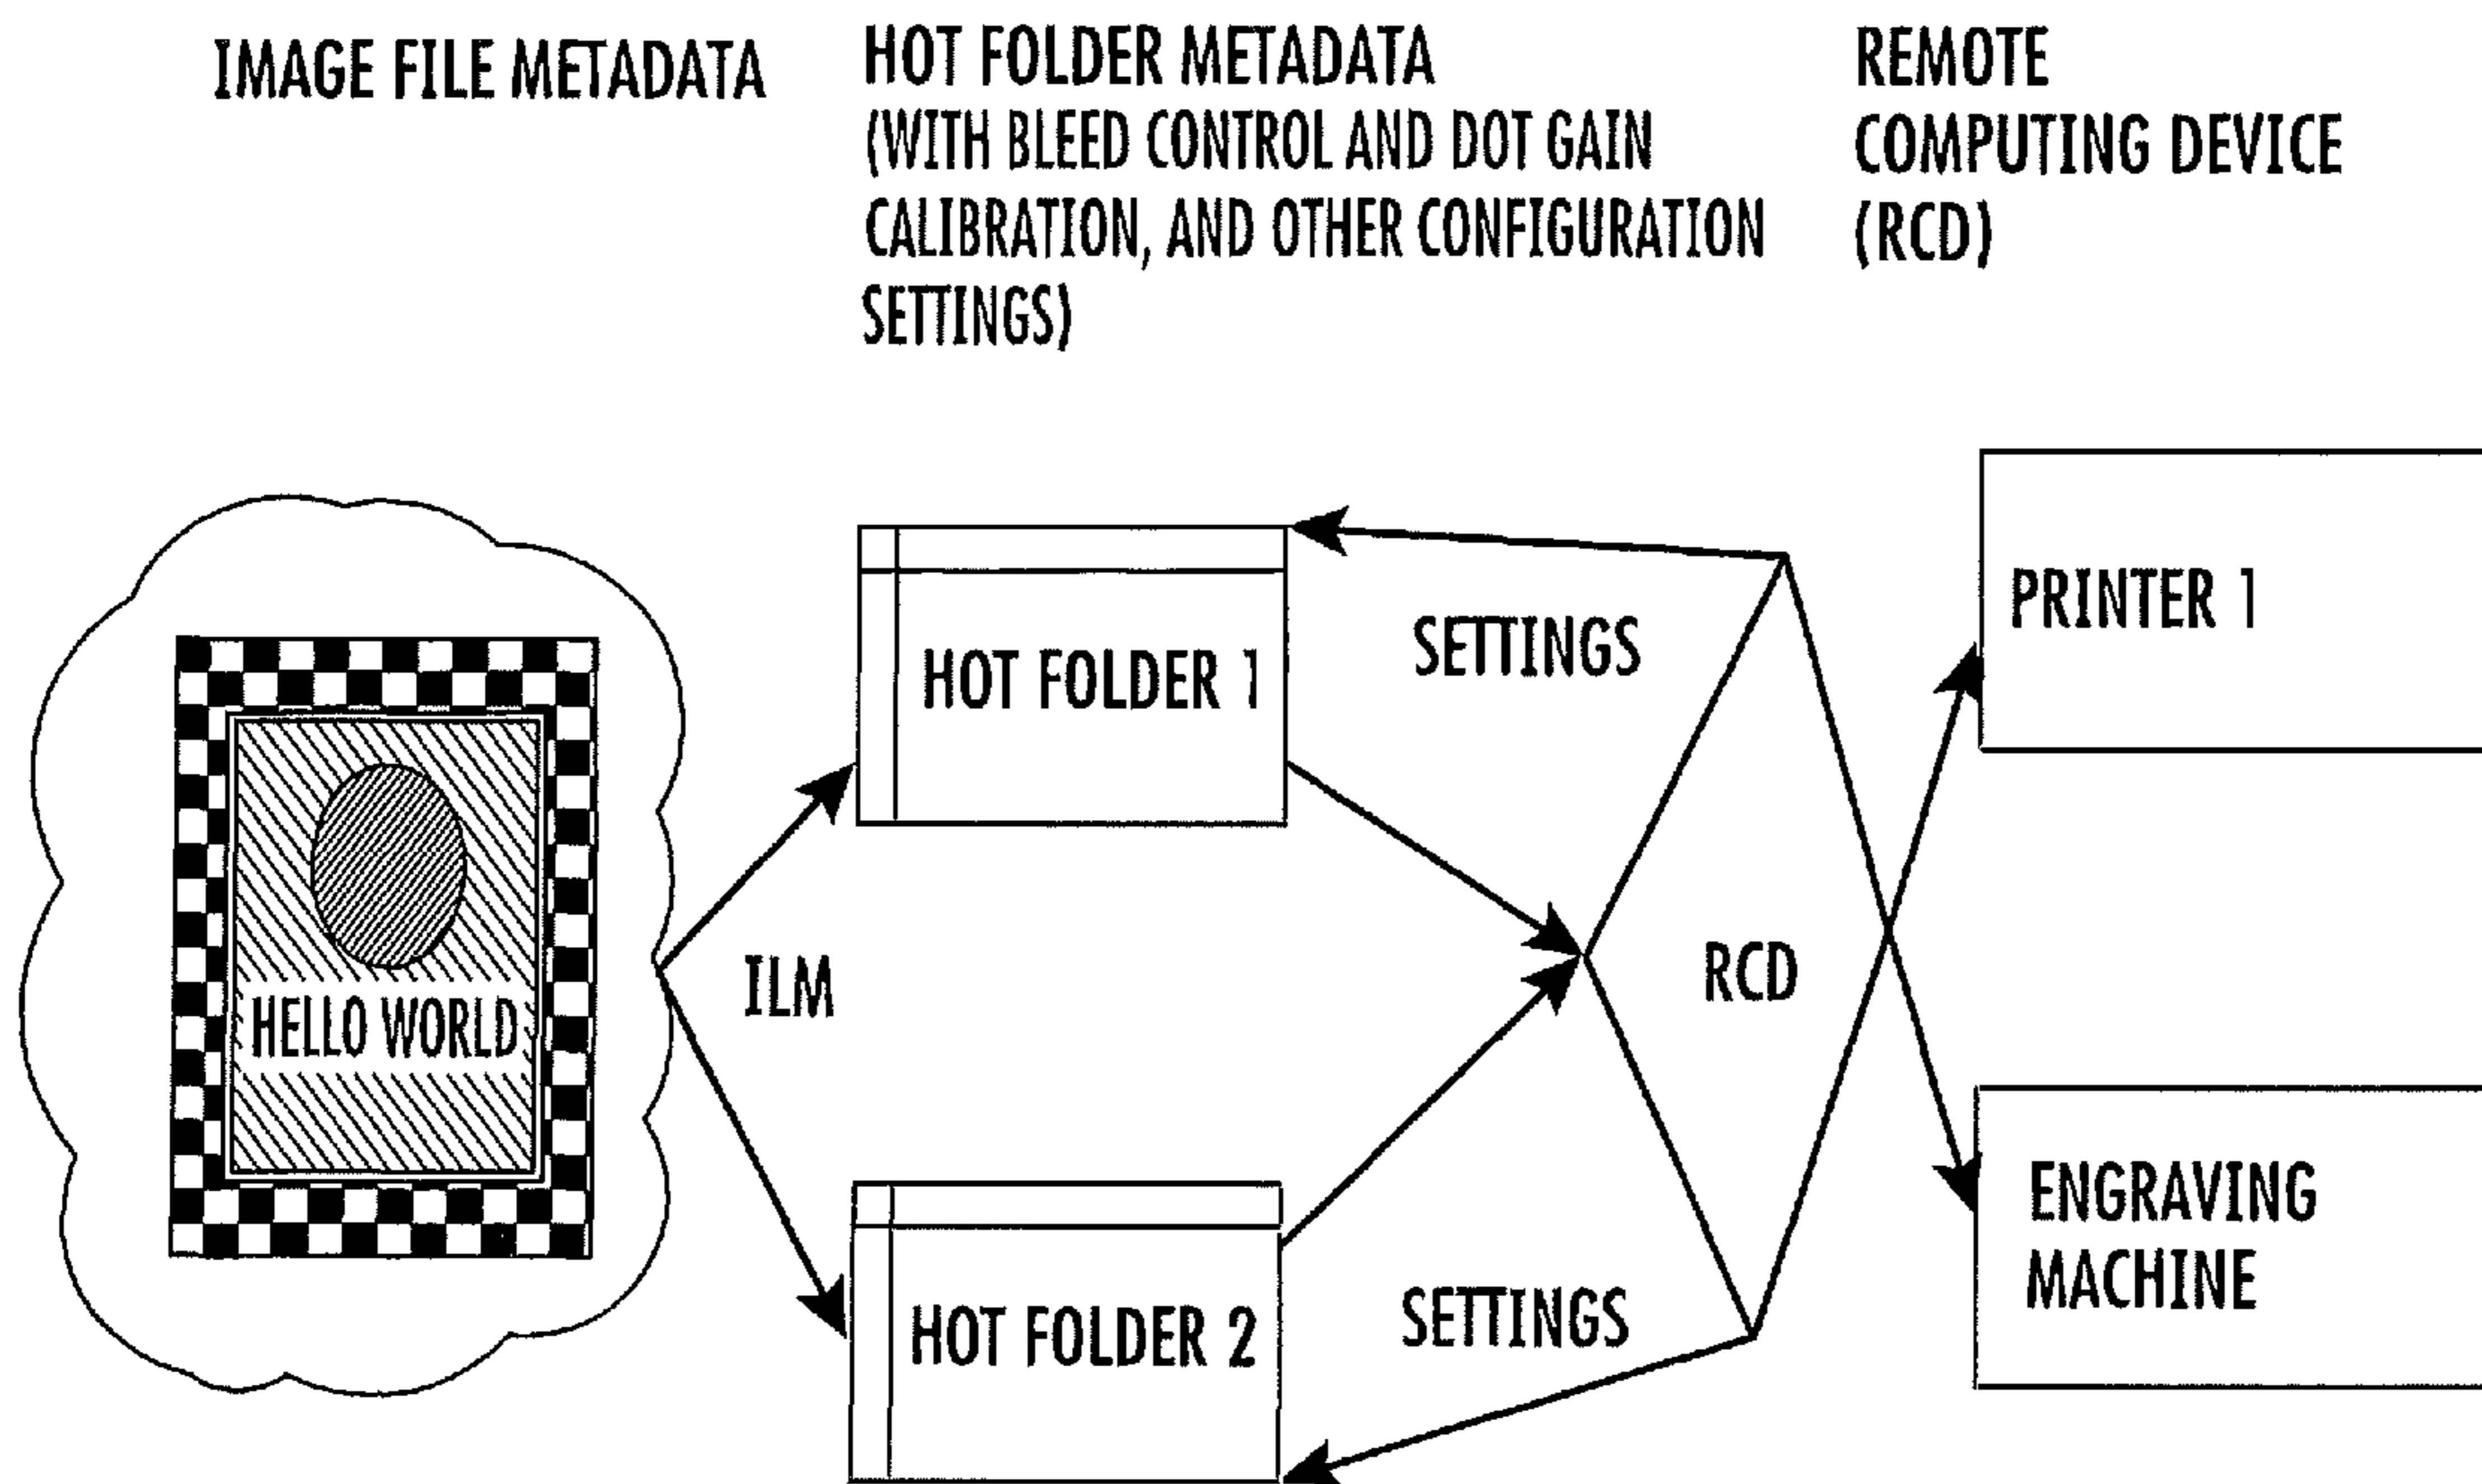 IMAGE FILE METADATA
HOT FOLDER METADATA
(WITH BLEED CONTROL AND DOT GAIN
CALIBRATION, AND OTHER CONFIGURATION
SETTINGS)
REMOTE
COMPUTING DEVICE
(RCD)
HELLO WORLD
ILM
HOT FOLDER 1
HOT FOLDER 2
SETTINGS
SETTINGS
RCD
PRINTER 1
ENGRAVING
MACHINE